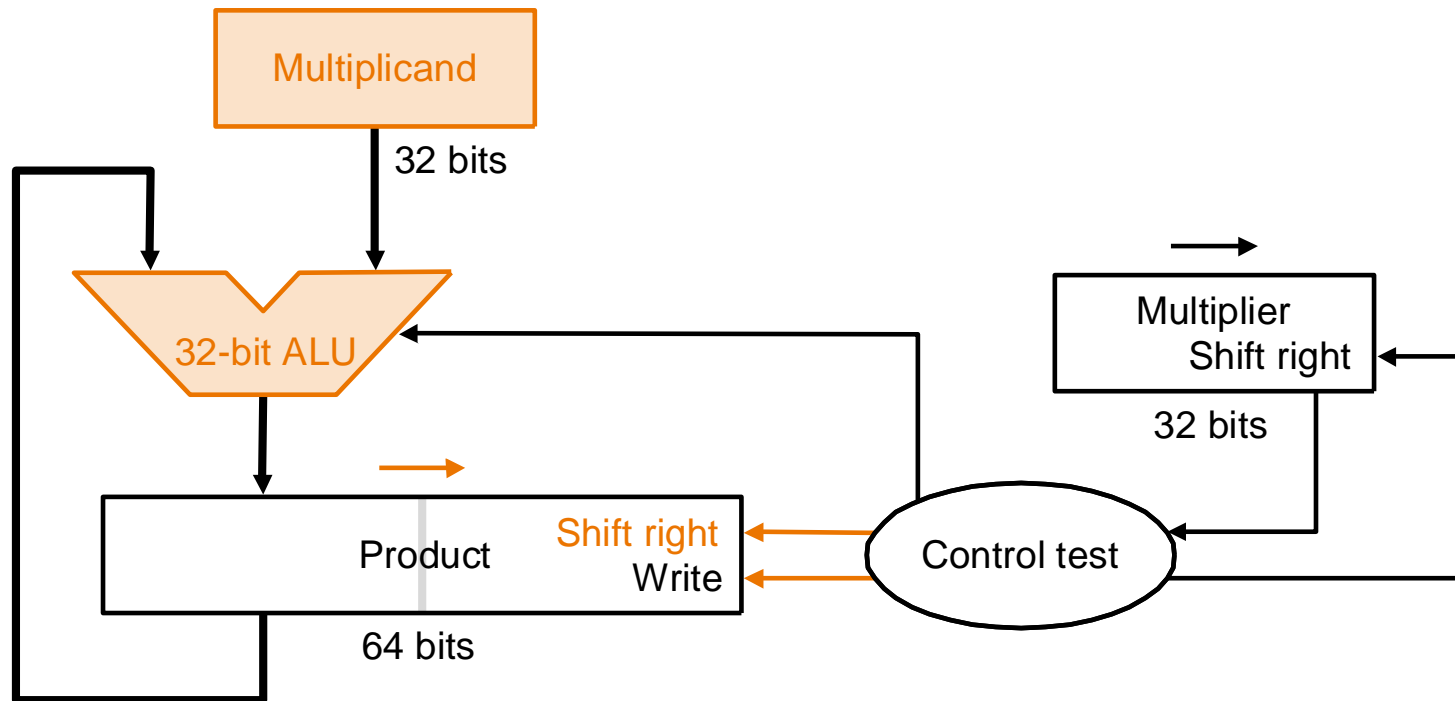 Multiplicand
32 bits
32-bit ALU
Multiplier
Shift right
32 bits
Shift right
Product
Write
Control test
64 bits